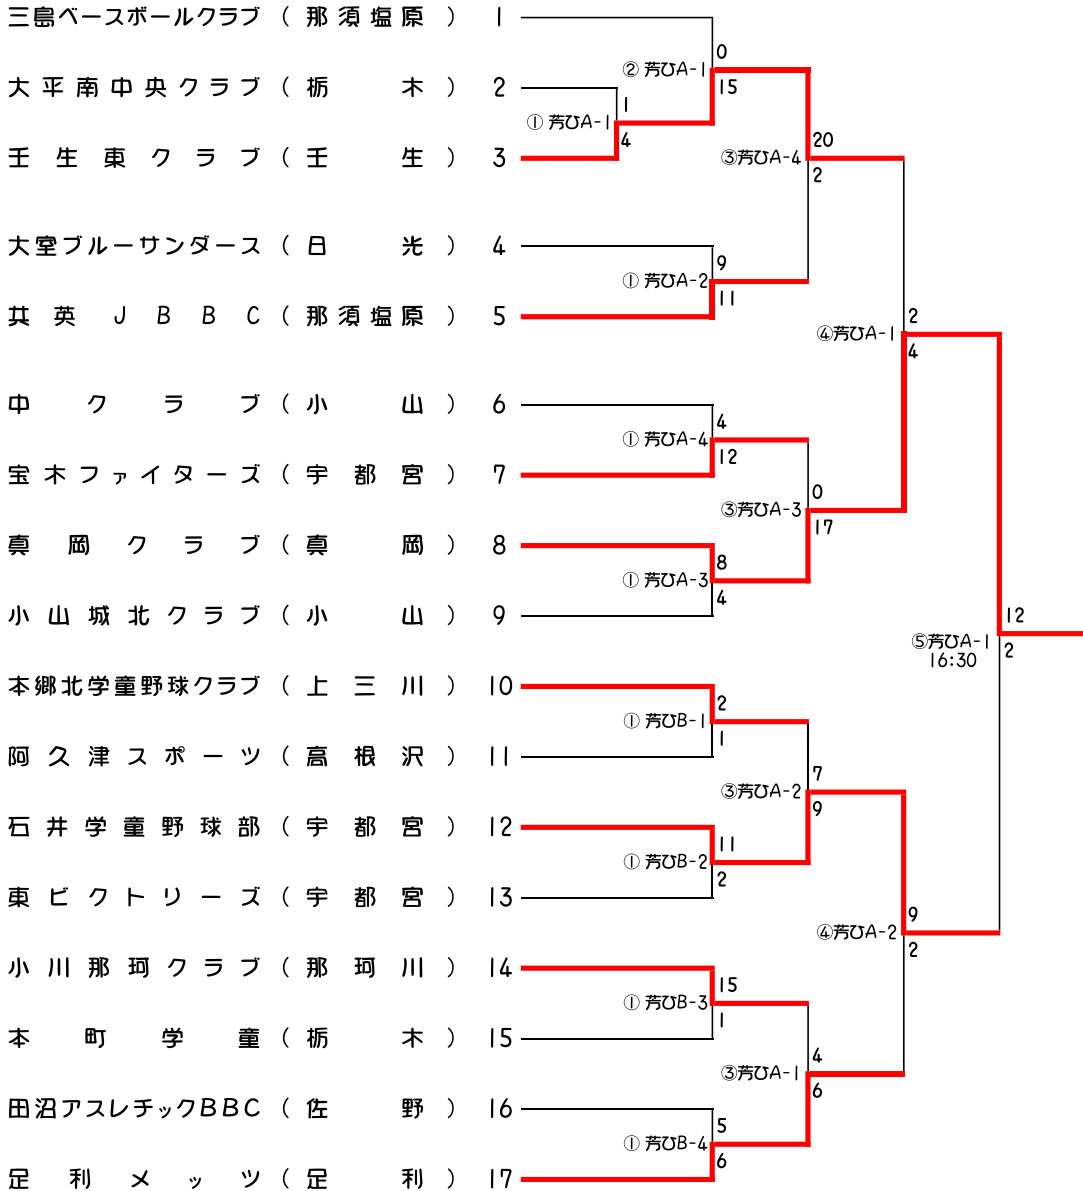 三島ベースボールクラブ(那須塩原) 1
0
② 芳ひA-1
大平南中央クラブ(栃木) 2
15
1
① 芳ひA-1
4
20
壬生東クラブ(壬生) 3
③芳ひA-4
2
大室ブルーサンダース(日光) 4
9
① 芳ひA-2
11
共英JBBC(那須塩原) 5
2
④芳ひA-1
4
中クラブ(小山) 6
4
① 芳ひA-4
12
宝木ファイターズ(宇都宮) 7
0
③芳ひA-3
17
真岡クラブ(真岡) 8
8
① 芳ひA-3
4
小山城北クラブ(小山) 9
12
⑤芳ひA-1
2
16:30
本郷北学童野球クラブ(上三川) 10
2
① 芳ひB-1
1
阿久津スポーツ(高根沢) 11
7
③芳ひA-2
9
石井学童野球部(宇都宮) 12
11
① 芳ひB-2
2
東ビクトリーズ(宇都宮) 13
9
④芳ひA-2
2
小川那珂クラブ(那珂川) 14
15
① 芳ひB-3
1
本町学童(栃木) 15
4
③芳ひA-1
6
田沼アスレチックBBC(佐野) 16
5
① 芳ひB-4
6
足利メッツ(足利) 17